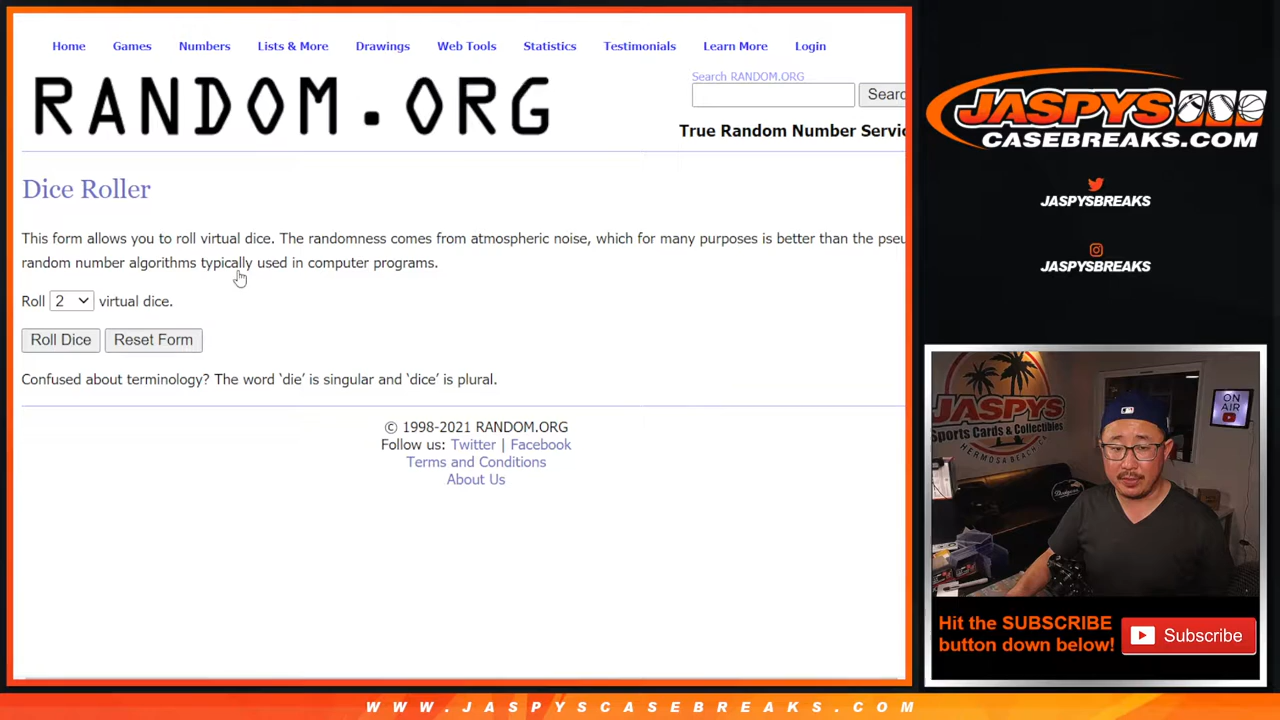 Home Games Numbers Lists & More Drawings Web Tools Statistics Testimonials Learn More Login
RANDOM.ORG
Search RANDOM.ORG
Searc
True Random Number Servic
Dice Roller
This form allows you to roll virtual dice. The randomness comes from atmospheric noise, which for many purposes is better than the pseu
random number algorithms typically used in computer programs.
Roll 2 virtual dice.
Roll Dice Reset Form
Confused about terminology? The word ‘die’ is singular and ‘dice’ is plural.
© 1998-2021 RANDOM.ORG
Follow us: Twitter | Facebook
Terms and Conditions
About Us
JASPYS
CASEBREAKS.COM
JASPYSBREAKS
JASPYSBREAKS
JASPYS
Sports Cards & Collectibles
HERMOSA BEACH CA
ON
AIR
Dodgers
Hit the SUBSCRIBE
button down below!
Subscribe
WWW.JASPYSCASEBREAKS.COM